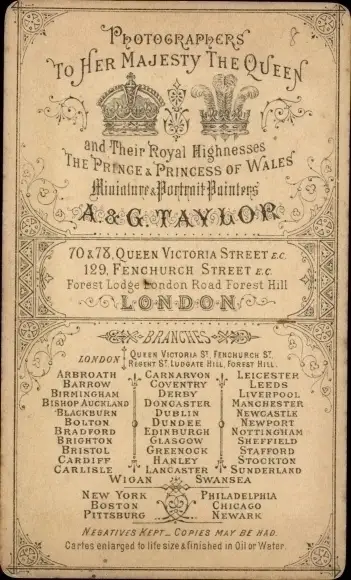 8
Photographers
To Her Majesty The Queen
and Their Royal Highnesses
The Prince & Princess of Wales
Miniature & Portrait Painters
A & G. TAYLOR
70 & 78, QUEEN VICTORIA STREET E.C.
129, FENCHURCH STREET E.C.
Forest Lodge London Road Forest Hill
LONDON
BRANCHES
LONDON QUEEN VICTORIA ST. FENCHURCH ST.
REGENT ST. LUDGATE HILL, FOREST HILL.
ARBROATH CARNARVON LEICESTER
BARROW COVENTRY LEEDS
BIRMINGHAM DERBY LIVERPOOL
BISHOP AUCKLAND DONCASTER MANCHESTER
BLACKBURN DUBLIN NEWCASTLE
BOLTON DUNDEE NEWPORT
BRADFORD EDINBURGH NOTTINGHAM
BRIGHTON GLASGOW SHEFFIELD
BRISTOL GREENOCK STAFFORD
CARDIFF HANLEY STOCKTON
CARLISLE LANCASTER SUNDERLAND
WIGAN SWANSEA
NEW YORK PHILADELPHIA
BOSTON CHICAGO
PITTSBURG NEWARK
NEGATIVES KEPT_ COPIES MAY BE HAD.
Cartes enlarged to life size & finished in Oil or Water.